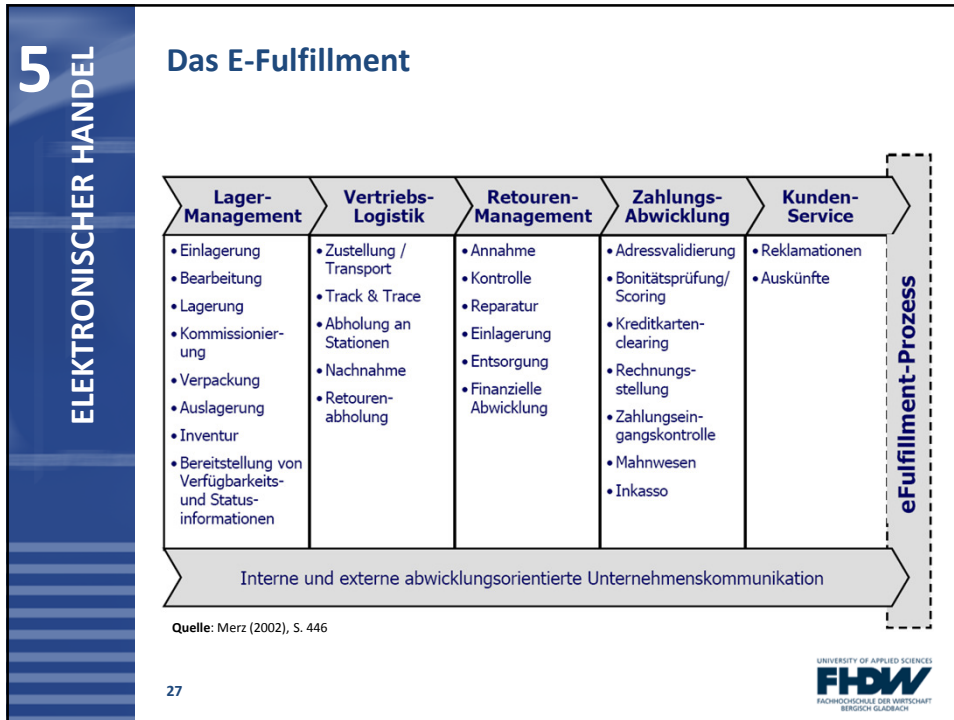 5
ELEKTRONISCHER HANDEL
Das E-Fulfillment
Lager-
Management
• Einlagerung
• Bearbeitung
• Lagerung
• Kommissionier-
ung
• Verpackung
• Auslagerung
• Inventur
• Bereitstellung von
Verfügbarkeits-
und Status-
informationen
Vertriebs-
Logistik
• Zustellung /
Transport
• Track & Trace
• Abholung an
Stationen
• Nachnahme
• Retouren-
abholung
Retouren-
Management
• Annahme
• Kontrolle
• Reparatur
• Einlagerung
• Entsorgung
• Finanzielle
Abwicklung
Zahlungs-
Abwicklung
• Adressvalidierung
• Bonitätsprüfung/
Scoring
• Kreditkarten-
clearing
• Rechnungs-
stellung
• Zahlungsein-
gangskontrolle
• Mahnwesen
• Inkasso
Kunden-
Service
• Reklamationen
• Auskünfte
eFulfillment-Prozess
Interne und externe abwicklungsorientierte Unternehmenskommunikation
Quelle: Merz (2002), S. 446
27
UNIVERSITY OF APPLIED SCIENCES
FHDW
FACHHOCHSCHULE DER WIRTSCHAFT
BERGISCH GLADBACH